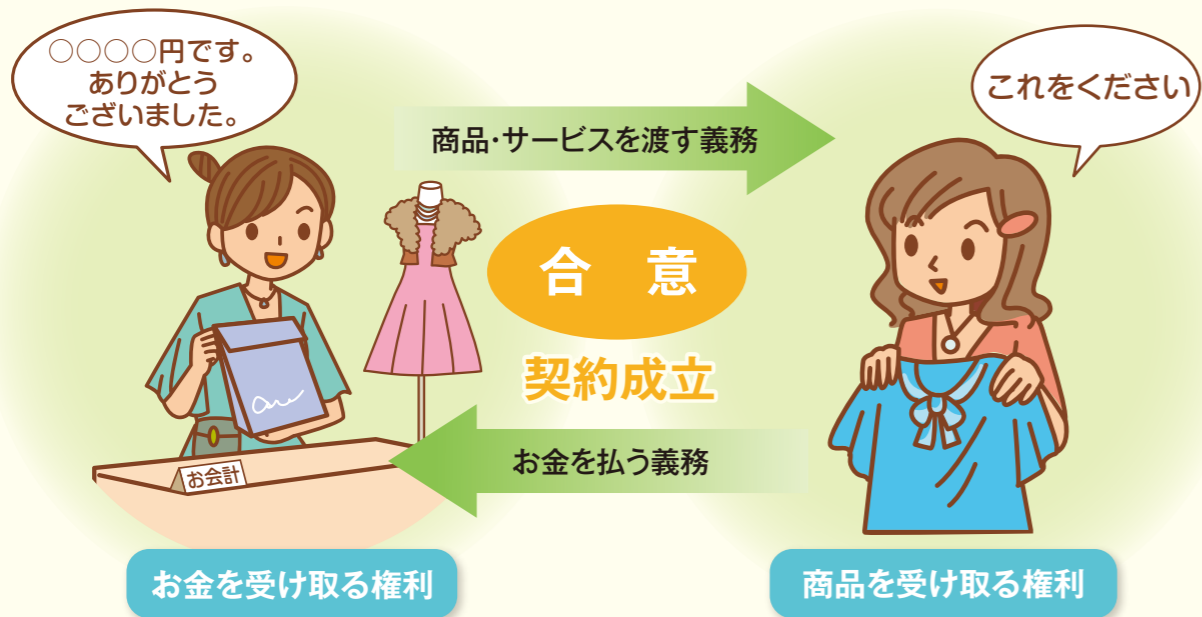 ○○○○円です。
ありがとう
ございました。
これをください
商品・サービスを渡す義務
合　意
契約成立
お金を払う義務
お会計
お金を受け取る権利
商品を受け取る権利